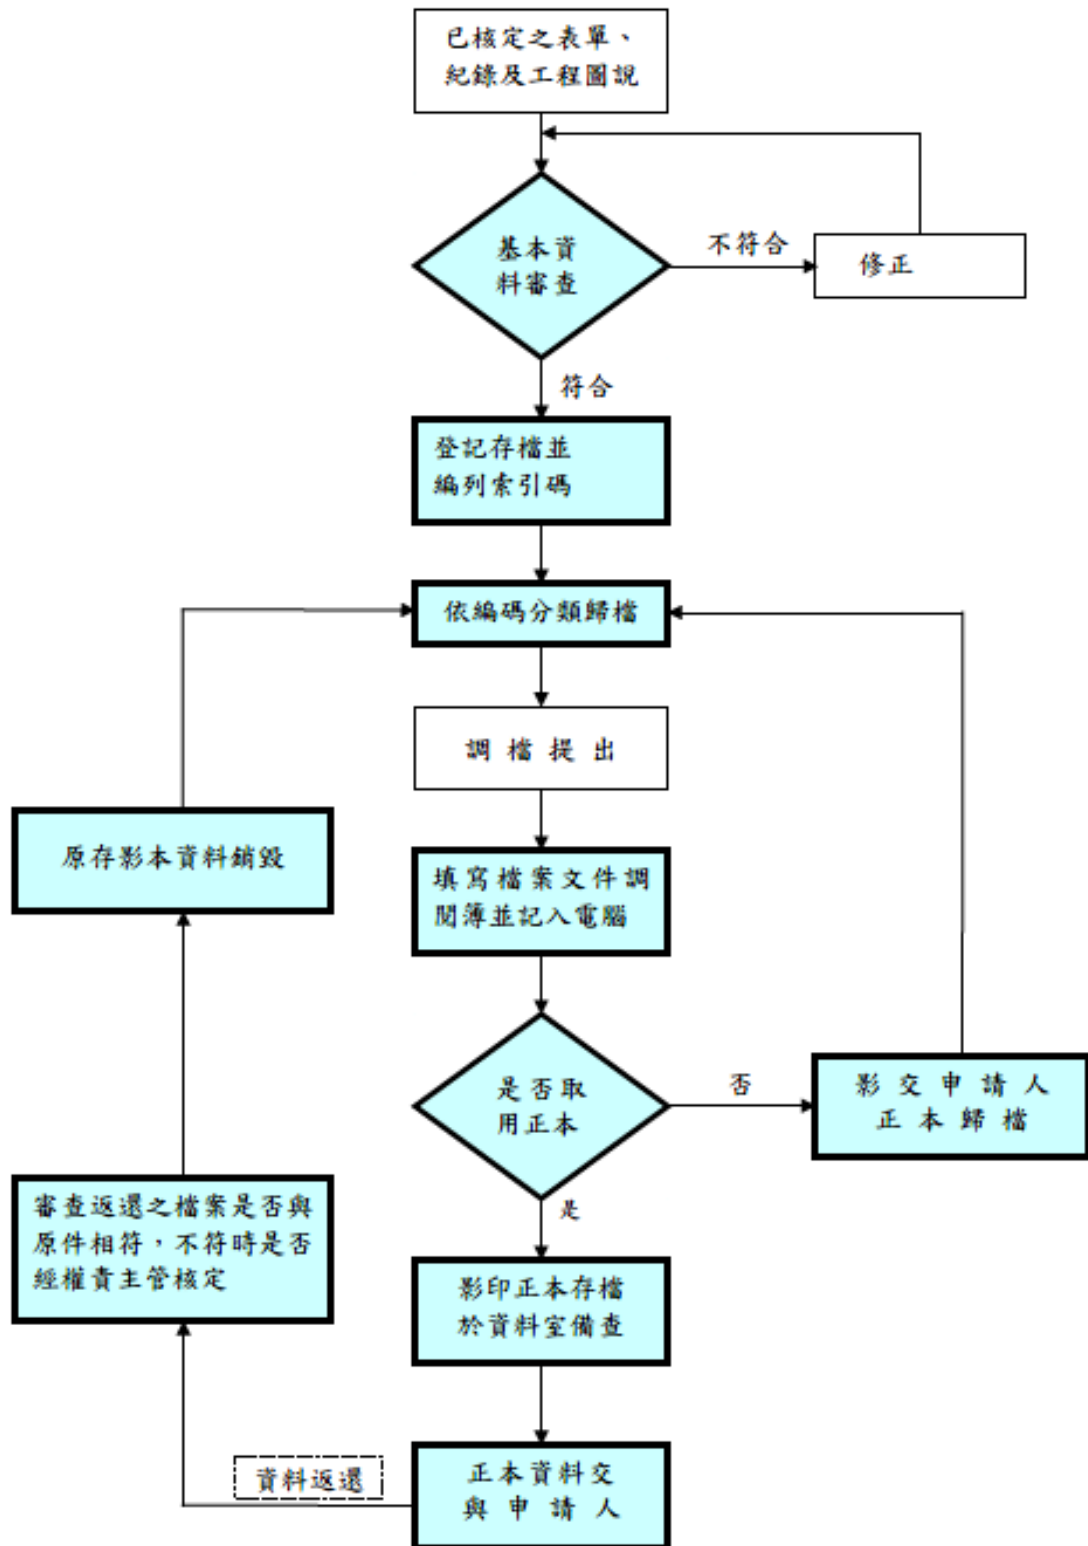 已核定之表單、
紀錄及工程圖說
基本資
料審查
不符合
修正
符合
登記存檔並
編列索引碼
依編碼分類歸檔
調檔提出
原存影本資料銷毀
填寫檔案文件調
閱簿並記入電腦
是否取
用正本
否
影交申請人
正本歸檔
是
審查返還之檔案是否與
原件相符，不符時是否
經權責主管核定
影印正本存檔
於資料室備查
資料返還
正本資料交
與申請人